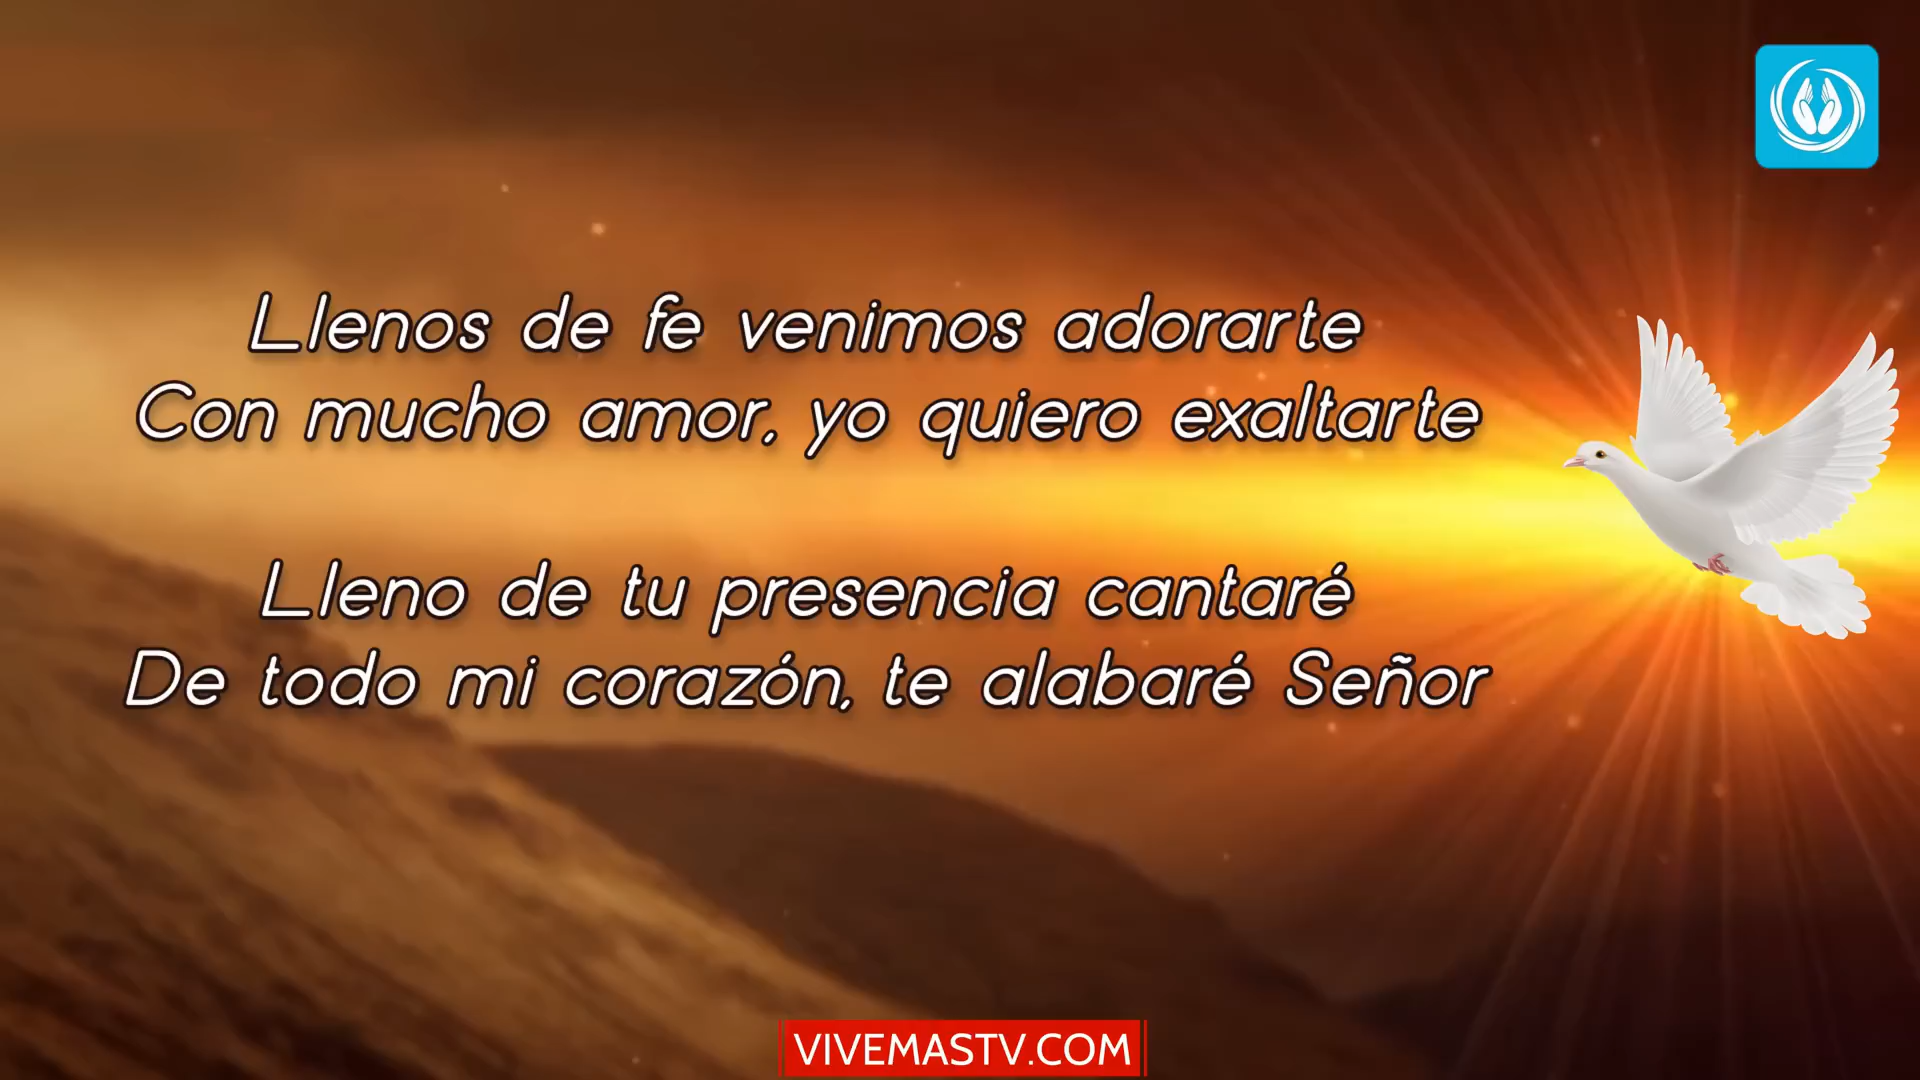 Llenos de fe venimos adorarte
Con mucho amor, yo quiero exaltarte
Lleno de tu presencia cantaré
De todo mi corazón, te alabaré Señor
VIVEMASTV.COM